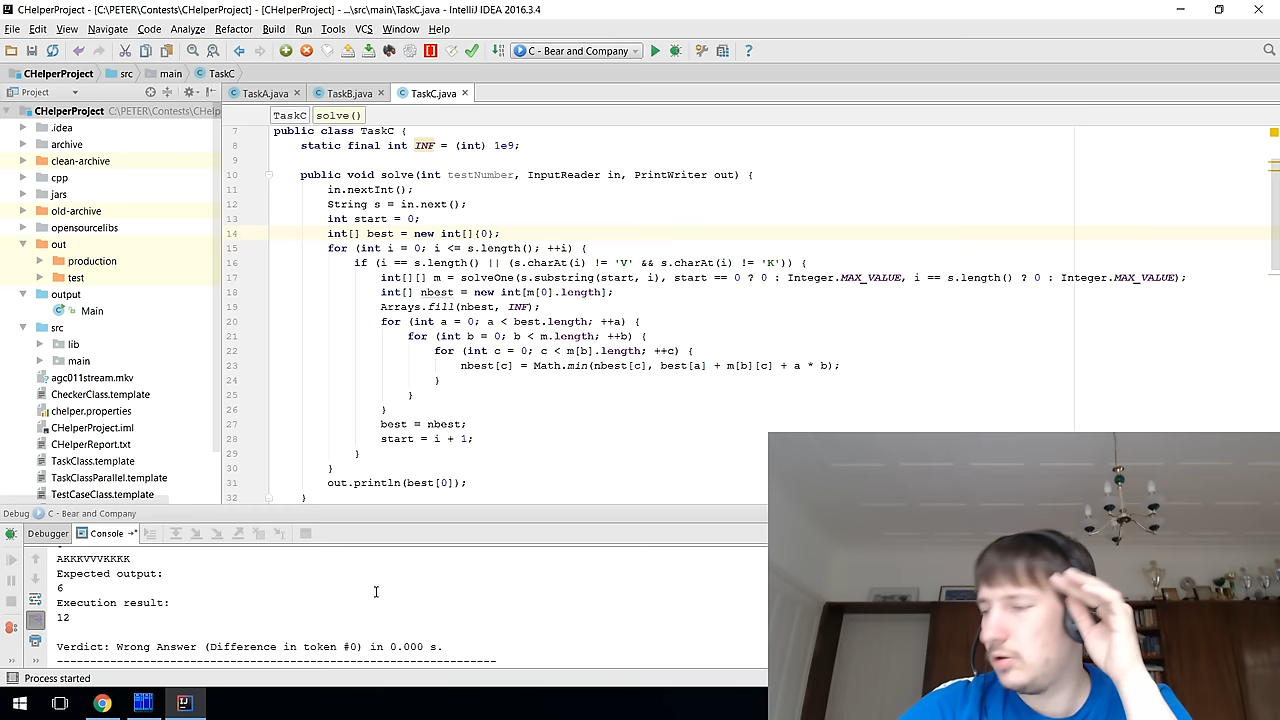 CHelperProject - [C:\PETER\Contests\CHelperProject] - [CHelperProject] - ...\src\main\TaskC.java - IntelliJ IDEA 2016.3.4
File Edit View Navigate Code Analyze Refactor Build Run Tools VCS Window Help
C - Bear and Company
CHelperProject src main TaskC
Project TaskA.java TaskB.java TaskC.java
CHelperProject C:\PETER\Contests\CHelp
.idea
archive
clean-archive
cpp
jars
old-archive
opensourcelibs
out
production
test
output
Main
src
lib
main
agc011stream.mkv
CheckerClass.template
chelper.properties
CHelperProject.iml
CHelperReport.txt
TaskClass.template
TaskClassParallel.template
TestCaseClass.template
TaskC solve()
7 public class TaskC {
8 static final int INF = (int) 1e9;
9
10 public void solve(int testNumber, InputReader in, PrintWriter out) {
11 in.nextInt();
12 String s = in.next();
13 int start = 0;
14 int[] best = new int[]{0};
15 for (int i = 0; i <= s.length(); ++i) {
16 if (i == s.length() || (s.charAt(i) != 'V' && s.charAt(i) != 'K')) {
17 int[][] m = solveOne(s.substring(start, i), start == 0 ? 0 : Integer.MAX_VALUE, i == s.length() ? 0 : Integer.MAX_VALUE);
18 int[] nbest = new int[m[0].length];
19 Arrays.fill(nbest, INF);
20 for (int a = 0; a < best.length; ++a) {
21 for (int b = 0; b < m.length; ++b) {
22 for (int c = 0; c < m[b].length; ++c) {
23 nbest[c] = Math.min(nbest[c], best[a] + m[b][c] + a * b);
24 }
25 }
26 }
27 best = nbest;
28 start = i + 1;
29 }
30 }
31 out.println(best[0]);
32 }
Debug C - Bear and Company
Debugger Console
AKKKVVVKKKK
Expected output:
6
Execution result:
12
Verdict: Wrong Answer (Difference in token #0) in 0.000 s.
------------------------------------------------------------------
Process started